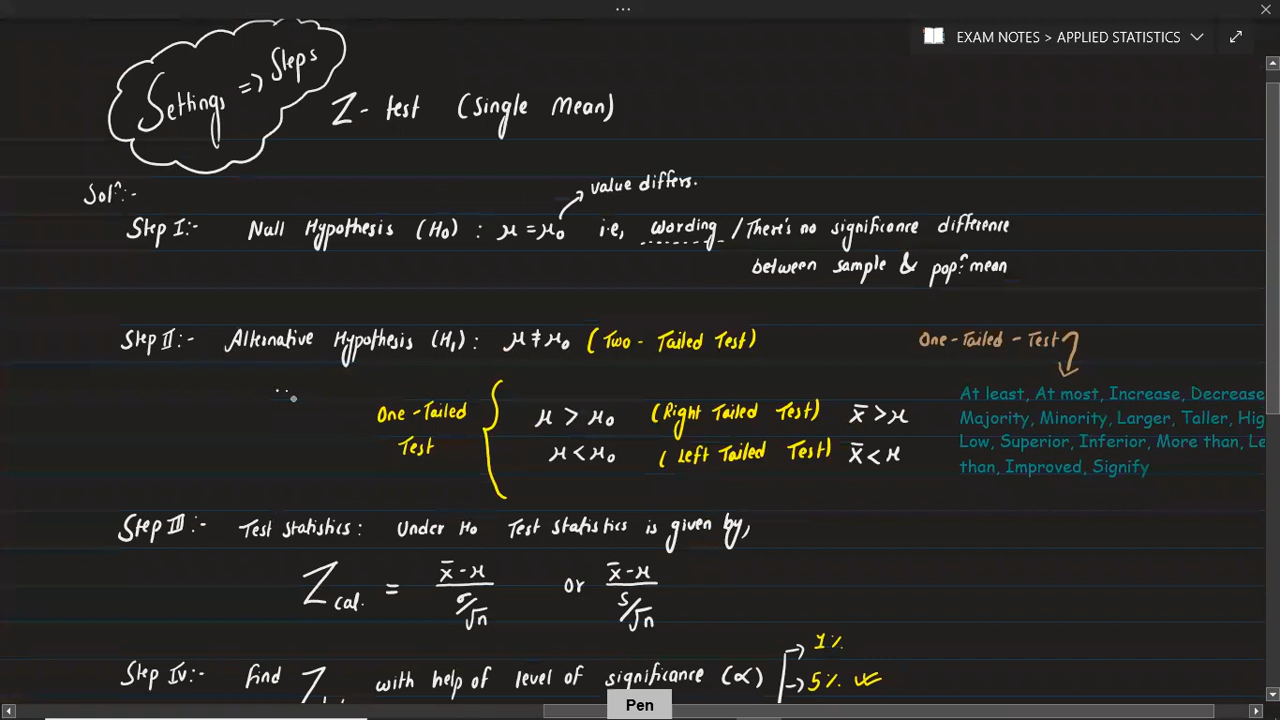 EXAM NOTES > APPLIED STATISTICS
Settings => Steps
Z-test (Single Mean)
Solⁿ:-
value differs.
Step I:- Null Hypothesis (H₀) : μ = μ₀ i.e, wording / There's no significance difference
between sample & popⁿ. mean
Step II:- Alternative Hypothesis (H₁) : μ ≠ μ₀ (Two - Tailed Test)
One-Tailed-Test
One-Tailed Test
μ > μ₀ (Right Tailed Test) x̄ > μ
μ < μ₀ (Left Tailed Test) x̄ < μ
At least, At most, Increase, Decrease
Majority, Minority, Larger, Taller, Hig
Low, Superior, Inferior, More than, Le
than, Improved, Signify
Step III:- Test statistics : Under H₀ Test statistics is given by,
Z cal. = x̄-μ / σ/√n or x̄-μ / s/√n
Step IV:- find Z with help of level of significance (α) → 1%
→ 5% ✓
Pen